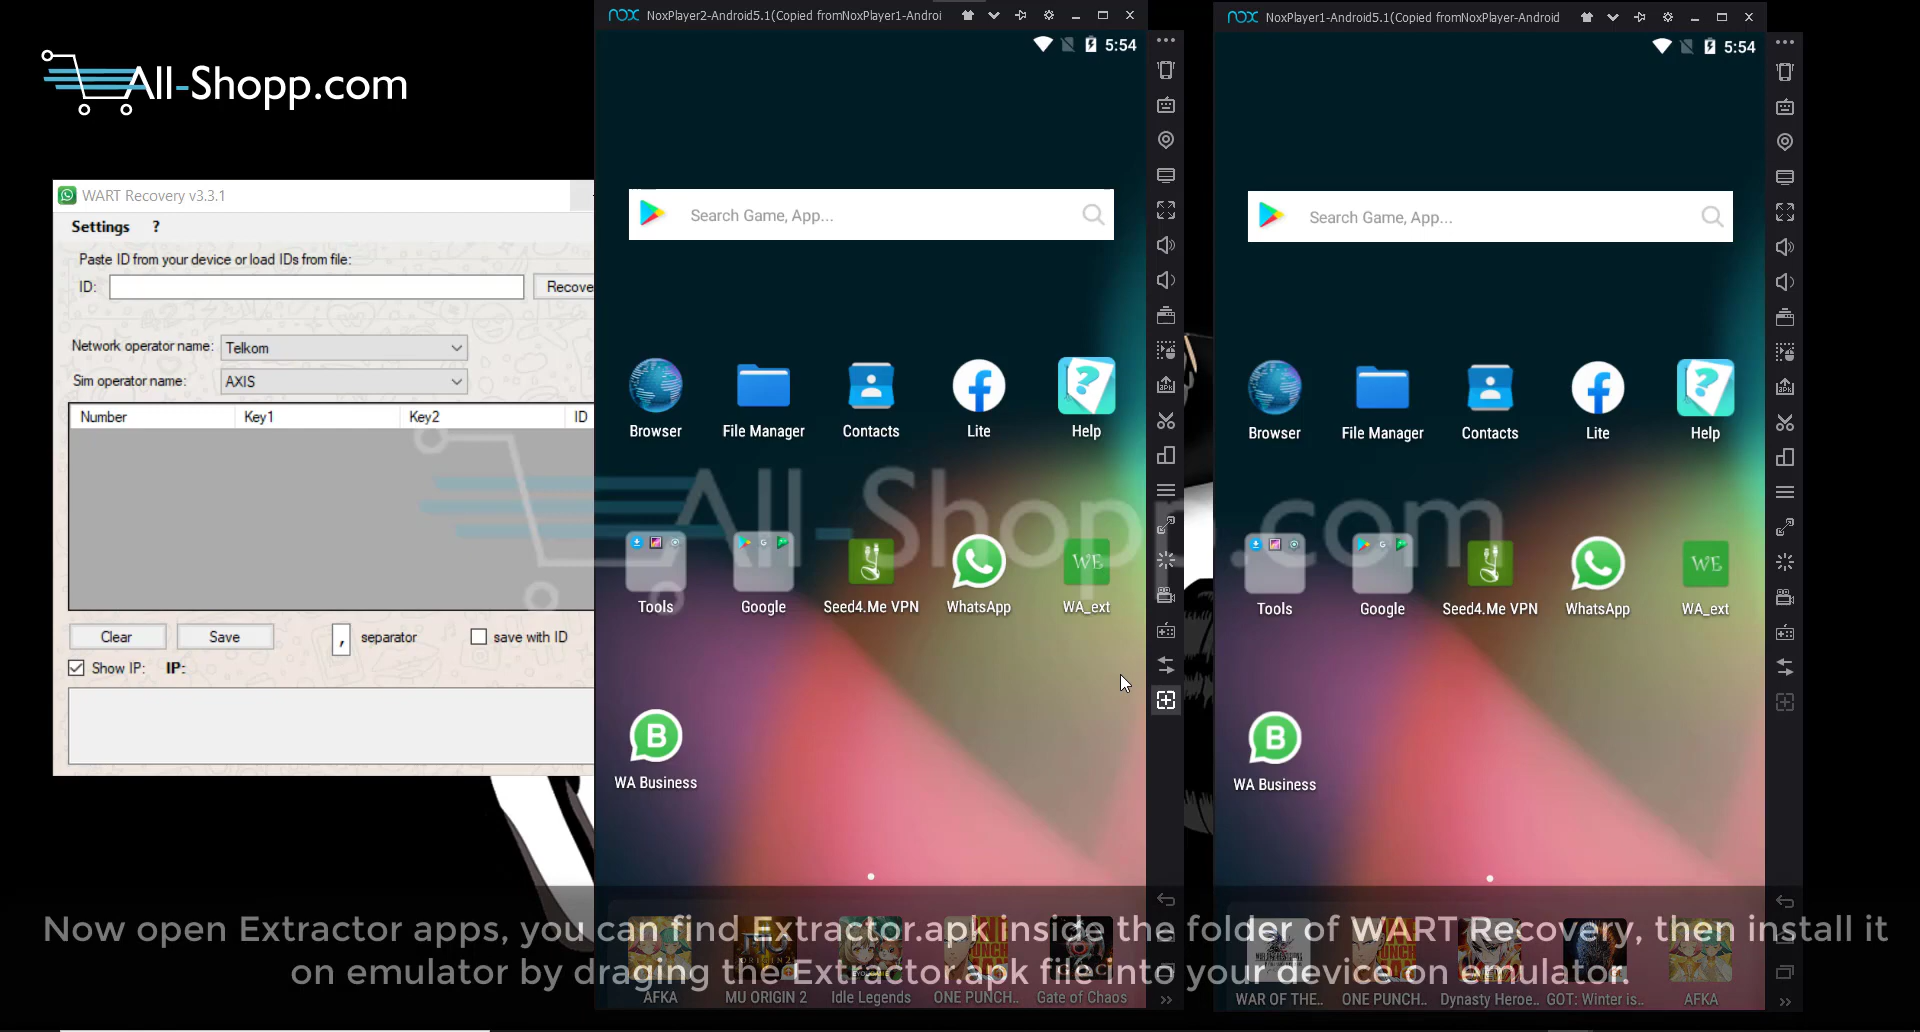 All-Shopp.com
WART Recovery v3.3.1
Settings ?
Paste ID from your device or load IDs from file:
ID: Recove
Network operator name: Telkom
Sim operator name: AXIS
Number Key1 Key2 ID
Clear Save , separator save with ID
Show IP: IP:
nox NoxPlayer2-Android5.1(Copied fromNoxPlayer1-Androi
5:54
Search Game, App...
Browser File Manager Contacts Lite Help
Tools Google Seed4.Me VPN WhatsApp WA_ext
WA Business
AFKA MU ORIGIN 2 Idle Legends ONE PUNCH.. Gate of Chaos
nox NoxPlayer1-Android5.1(Copied fromNoxPlayer-Android
5:54
Search Game, App...
Browser File Manager Contacts Lite Help
Tools Google Seed4.Me VPN WhatsApp WA_ext
WA Business
WAR OF THE.. ONE PUNCH.. Dynasty Heroe.. GOT: Winter is.. AFKA
All-Shopp.com
Now open Extractor apps, you can find Extractor.apk inside the folder of WART Recovery, then install it
on emulator by draging the Extractor.apk file into your device on emulator.